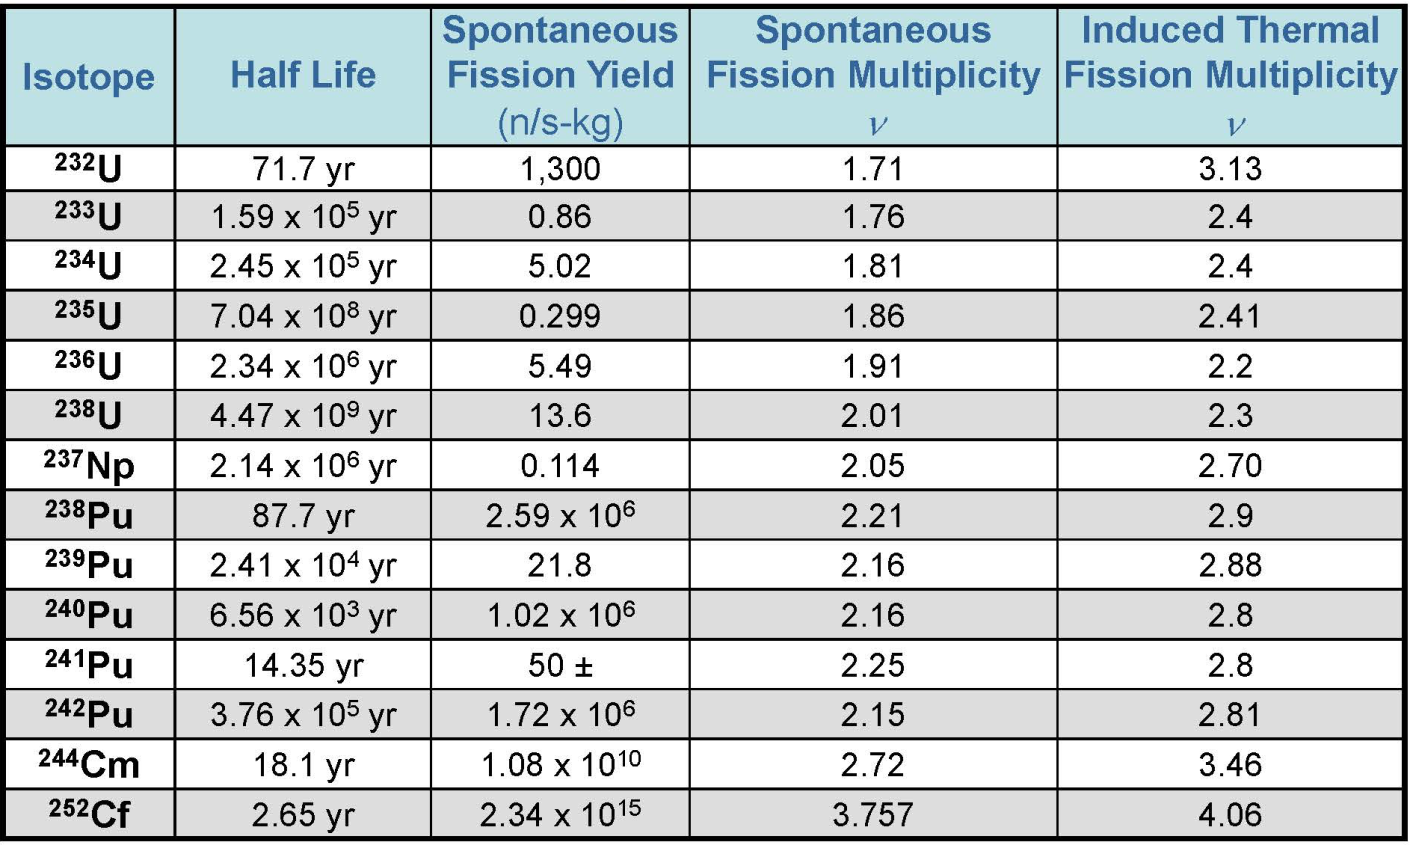 Isotope Half Life Spontaneous Fission Yield (n/s-kg) Spontaneous Fission Multiplicity ν Induced Thermal Fission Multiplicity ν
²³²U 71.7 yr 1,300 1.71 3.13
²³³U 1.59 x 10⁵ yr 0.86 1.76 2.4
²³⁴U 2.45 x 10⁵ yr 5.02 1.81 2.4
²³⁵U 7.04 x 10⁸ yr 0.299 1.86 2.41
²³⁶U 2.34 x 10⁶ yr 5.49 1.91 2.2
²³⁸U 4.47 x 10⁹ yr 13.6 2.01 2.3
²³⁷Np 2.14 x 10⁶ yr 0.114 2.05 2.70
²³⁸Pu 87.7 yr 2.59 x 10⁶ 2.21 2.9
²³⁹Pu 2.41 x 10⁴ yr 21.8 2.16 2.88
²⁴⁰Pu 6.56 x 10³ yr 1.02 x 10⁶ 2.16 2.8
²⁴¹Pu 14.35 yr 50 ± 2.25 2.8
²⁴²Pu 3.76 x 10⁵ yr 1.72 x 10⁶ 2.15 2.81
²⁴⁴Cm 18.1 yr 1.08 x 10¹⁰ 2.72 3.46
²⁵²Cf 2.65 yr 2.34 x 10¹⁵ 3.757 4.06